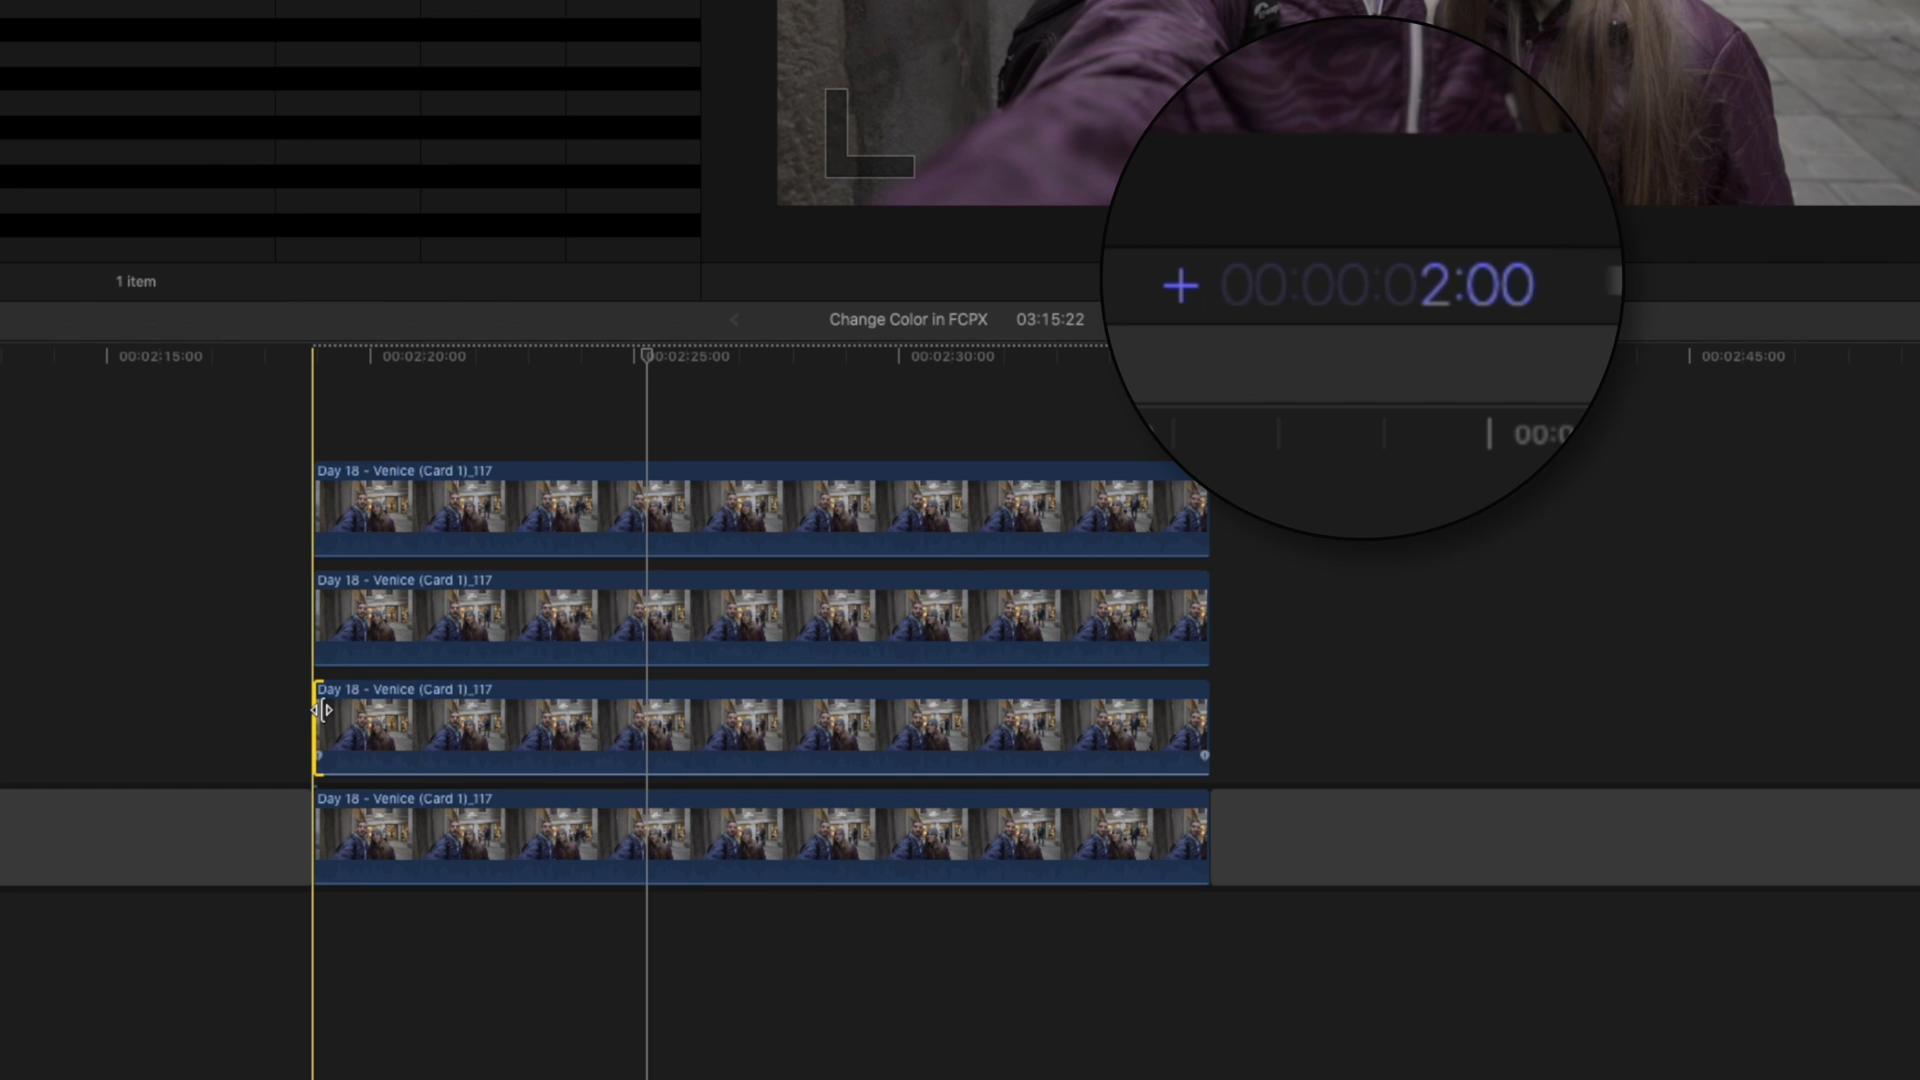 1 item
+ 00:00:02:00
Change Color in FCPX 03:15:22
00:02:15:00 00:02:20:00 00:02:25:00 00:02:30:00 00:02:45:00
Day 18 - Venice (Card 1)_117
Day 18 - Venice (Card 1)_117
Day 18 - Venice (Card 1)_117
Day 18 - Venice (Card 1)_117